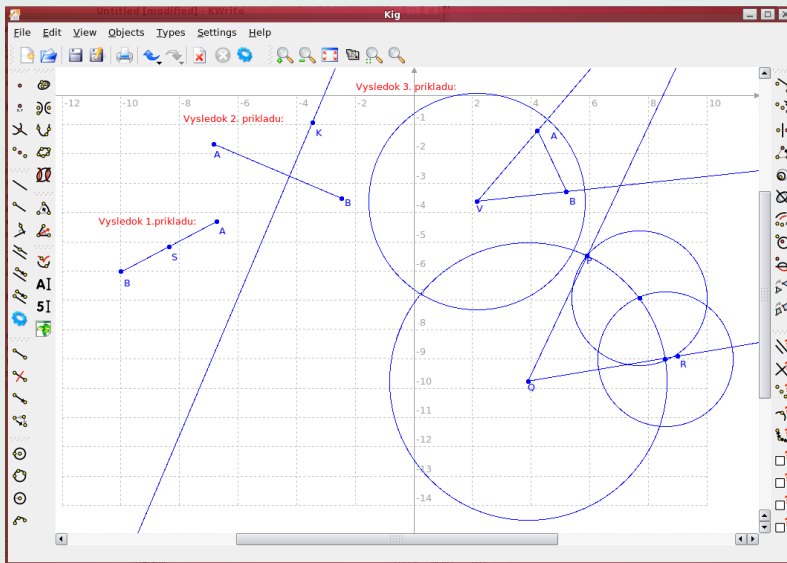 Untitled [modified] - KWrite
Kig
File Edit View Objects Types Settings Help
Vysledok 3. prikladu:
-12 -10 -8 -6 -4 -2 2 4 6 8 10
Vysledok 2. prikladu:
-1
K
A
A
-2
-3
B
V
B
Vysledok 1.prikladu:
A
-4
S
-5
P
B
-6
A
5
-8
-9
R
-10
Q
-11
-12
-13
-14